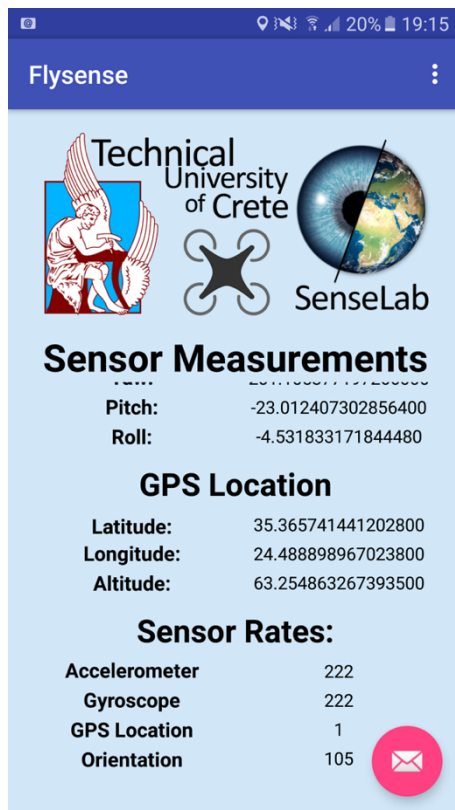 20% 19:15
Flysense
Technical
University
of Crete
SenseLab
Sensor Measurements
Pitch: -23.012407302856400
Roll: -4.531833171844480
GPS Location
Latitude: 35.365741441202800
Longitude: 24.488898967023800
Altitude: 63.254863267393500
Sensor Rates:
Accelerometer 222
Gyroscope 222
GPS Location 1
Orientation 105